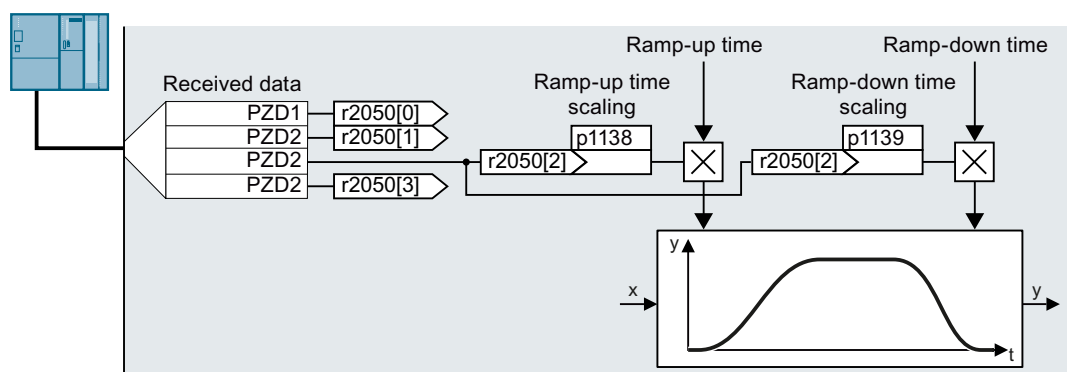 Ramp-up time
Ramp-down time
Received data
Ramp-up time
scaling
Ramp-down time
scaling
PZD1
r2050[0]
PZD2
r2050[1]
p1138
p1139
PZD2
r2050[2]
r2050[2]
PZD2
r2050[3]
y
x
y
t